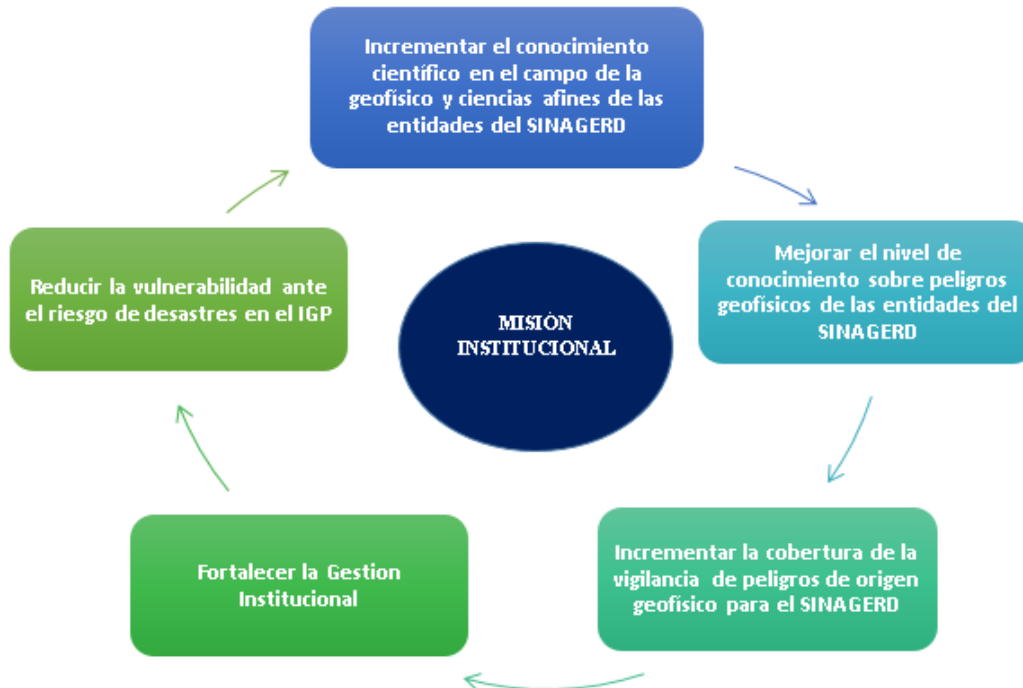 Incrementar el conocimiento
científico en el campo de la
geofísico y ciencias afines de las
entidades del SINAGERD
Mejorar el nivel de
conocimiento sobre peligros
geofísicos de las entidades del
SINAGERD
Reducir la vulnerabilidad ante
el riesgo de desastres en el IGP
MISIÓN
INSTITUCIONAL
Incrementar la cobertura de la
vigilancia de peligros de origen
geofísico para el SINAGERD
Fortalecer la Gestion
Institucional